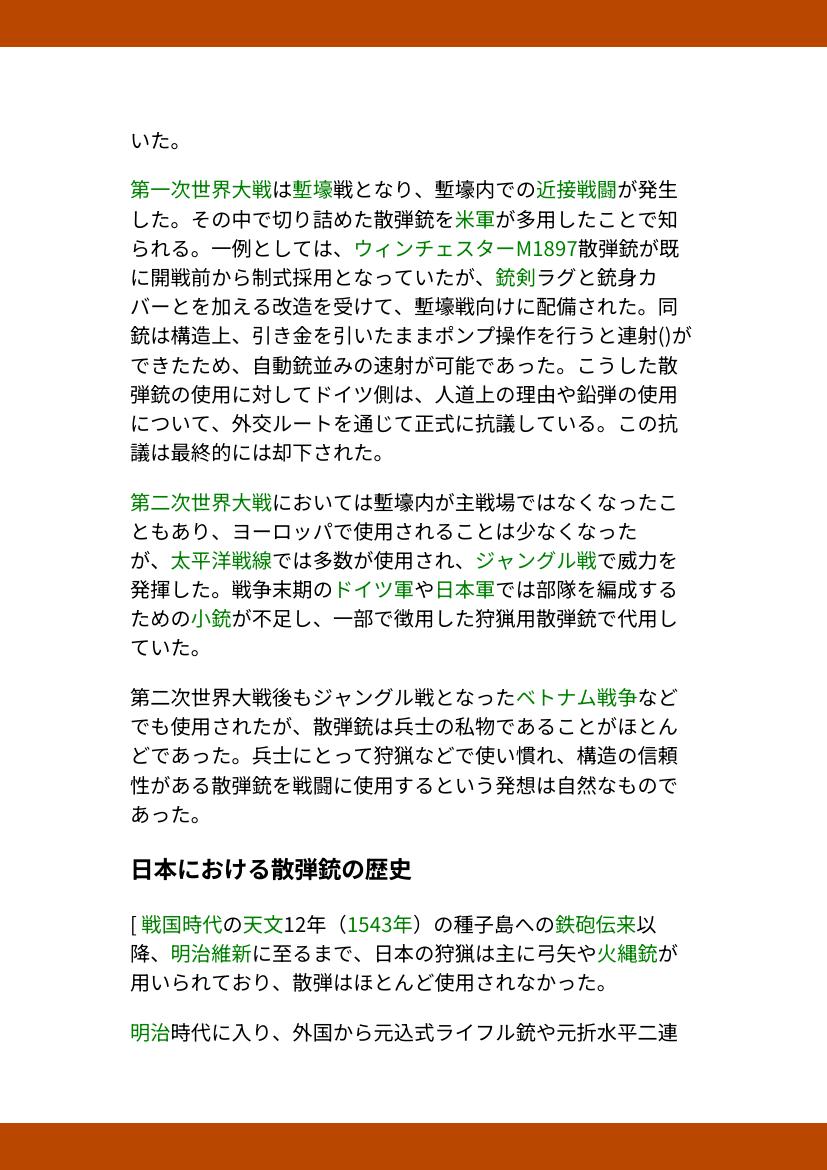 いた。
第一次世界大戦は塹壕戦となり、塹壕内での近接戦闘が発生
した。その中で切り詰めた散弾銃を米軍が多用したことで知
られる。一例としては、ウィンチェスターM1897散弾銃が既
に開戦前から制式採用となっていたが、銃剣ラグと銃身カ
バーとを加える改造を受けて、塹壕戦向けに配備された。同
銃は構造上、引き金を引いたままポンプ操作を行うと連射()が
できたため、自動銃並みの速射が可能であった。こうした散
弾銃の使用に対してドイツ側は、人道上の理由や鉛弾の使用
について、外交ルートを通じて正式に抗議している。この抗
議は最終的には却下された。
第二次世界大戦においては塹壕内が主戦場ではなくなったこ
ともあり、ヨーロッパで使用されることは少なくなった
が、太平洋戦線では多数が使用され、ジャングル戦で威力を
発揮した。戦争末期のドイツ軍や日本軍では部隊を編成する
ための小銃が不足し、一部で徴用した狩猟用散弾銃で代用し
ていた。
第二次世界大戦後もジャングル戦となったベトナム戦争など
でも使用されたが、散弾銃は兵士の私物であることがほとん
どであった。兵士にとって狩猟などで使い慣れ、構造の信頼
性がある散弾銃を戦闘に使用するという発想は自然なもので
あった。
日本における散弾銃の歴史
[ 戦国時代の天文12年（1543年）の種子島への鉄砲伝来以
降、明治維新に至るまで、日本の狩猟は主に弓矢や火縄銃が
用いられており、散弾はほとんど使用されなかった。
明治時代に入り、外国から元込式ライフル銃や元折水平二連